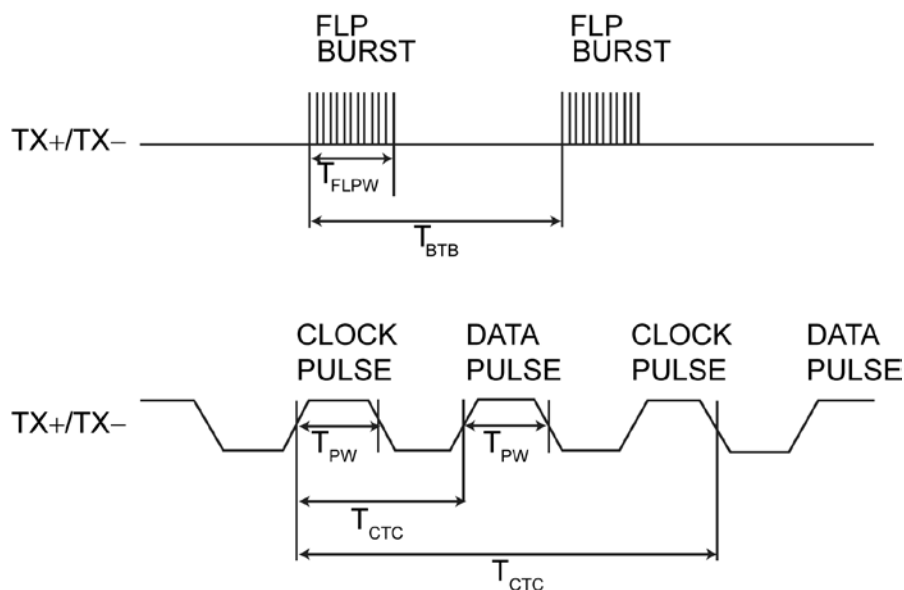 FLP
BURST
FLP
BURST
TX+/TX−
TFLPW
TBTB
CLOCK
PULSE
DATA
PULSE
CLOCK
PULSE
DATA
PULSE
TX+/TX−
TPW
TPW
TCTC
TCTC